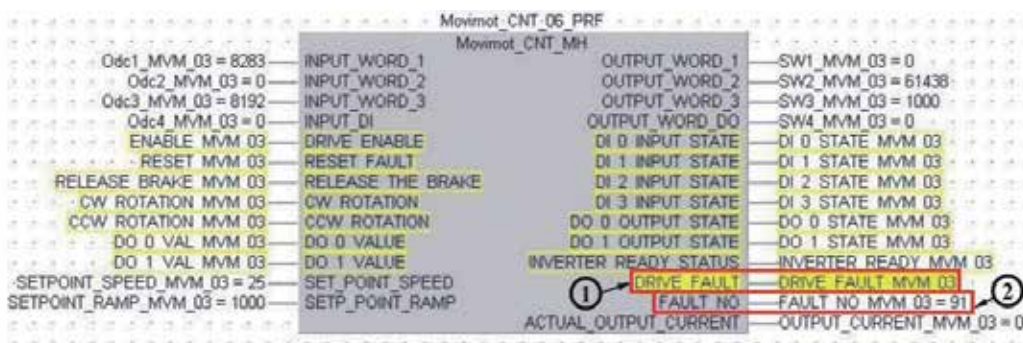 Movimot_CNT_06_PRF
Movimot_CNT_MH
Odc1_MVM_03 = 8283 INPUT_WORD_1 OUTPUT_WORD_1 SW1_MVM_03 = 0
Odc2_MVM_03 = 0 INPUT_WORD_2 OUTPUT_WORD_2 SW2_MVM_03 = 61438
Odc3_MVM_03 = 8192 INPUT_WORD_3 OUTPUT_WORD_3 SW3_MVM_03 = 1000
Odc4_MVM_03 = 0 INPUT_DI OUTPUT_WORD_DO SW4_MVM_03 = 0
ENABLE_MVM_03 DRIVE_ENABLE DI_0_INPUT_STATE DI_0_STATE_MVM_03
RESET_MVM_03 RESET_FAULT DI_1_INPUT_STATE DI_1_STATE_MVM_03
RELEASE_BRAKE_MVM_03 RELEASE_THE_BRAKE DI_2_INPUT_STATE DI_2_STATE_MVM_03
CW_ROTATION_MVM_03 CW_ROTATION DI_3_INPUT_STATE DI_3_STATE_MVM_03
CCW_ROTATION_MVM_03 CCW_ROTATION DO_0_OUTPUT_STATE DO_0_STATE_MVM_03
DO_0_VAL_MVM_03 DO_0_VALUE DO_1_OUTPUT_STATE DO_1_STATE_MVM_03
DO_1_VAL_MVM_03 DO_1_VALUE INVERTER_READY_STATUS INVERTER_READY_MVM_03
SETPOINT_SPEED_MVM_03 = 25 SET_POINT_SPEED 1 DRIVE_FAULT DRIVE_FAULT_MVM_03 2
SETPOINT_RAMP_MVM_03 = 1000 SETP_POINT_RAMP FAULT_NO FAULT_NO_MVM_03 = 91
ACTUAL_OUTPUT_CURRENT OUTPUT_CURRENT_MVM_03 = 0